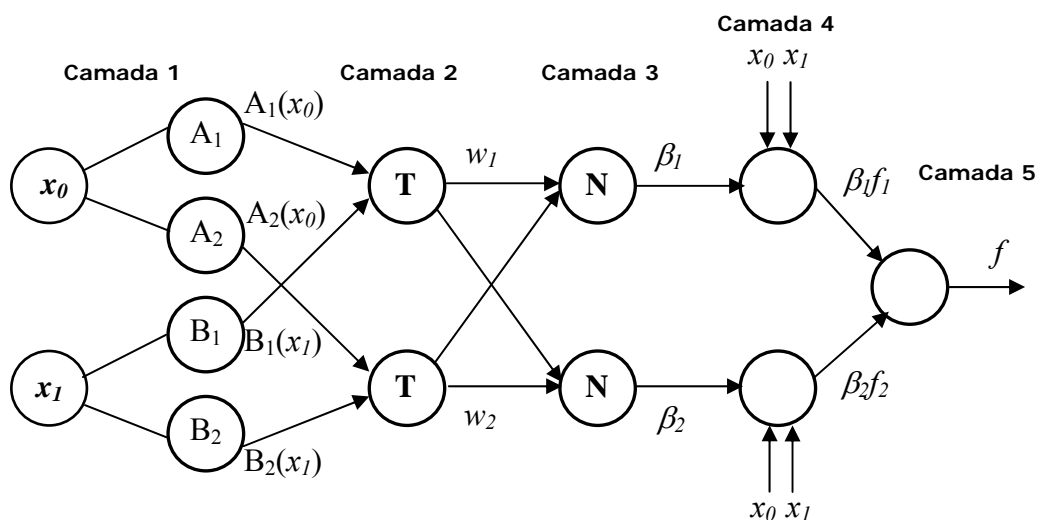 Camada 4
x0 x1
Camada 1
Camada 2
Camada 3
Camada 5
A1(x0)
A1
x0
T
w1
N
β1
β1f1
A2(x0)
A2
f
B1
B1(x1)
x1
T
w2
N
β2
β2f2
B2
B2(x1)
x0 x1